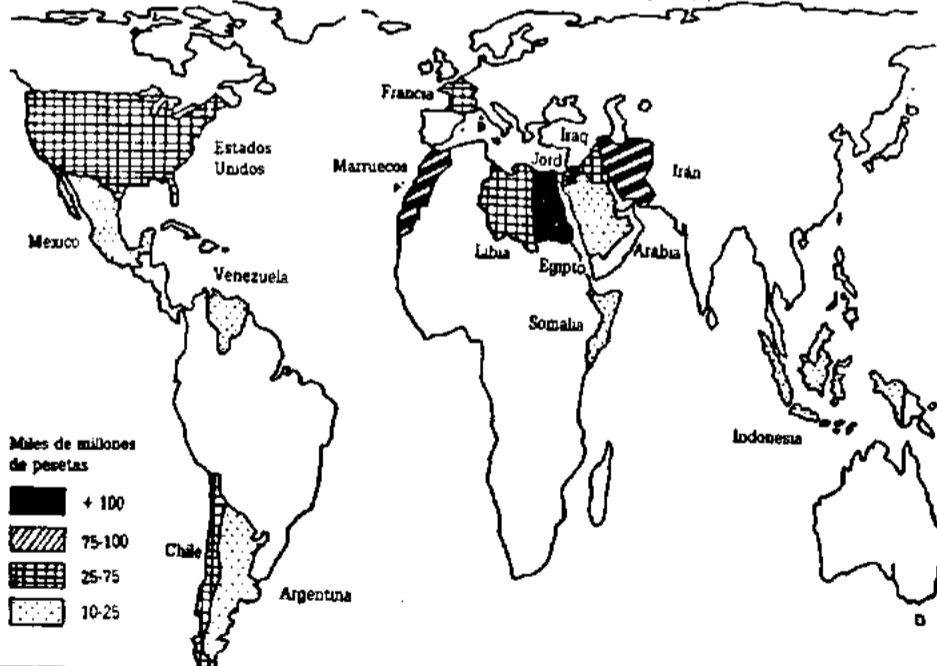 Francia
Iraq
Jord
Estados
Unidos
Marruecos
Irán
Mexico
Libia
Egipto
Arabia
Venezuela
Somalia
Indonesia
Miles de millones
de pesetas
+ 100
75-100
25-75
10-25
Chile
Argentina